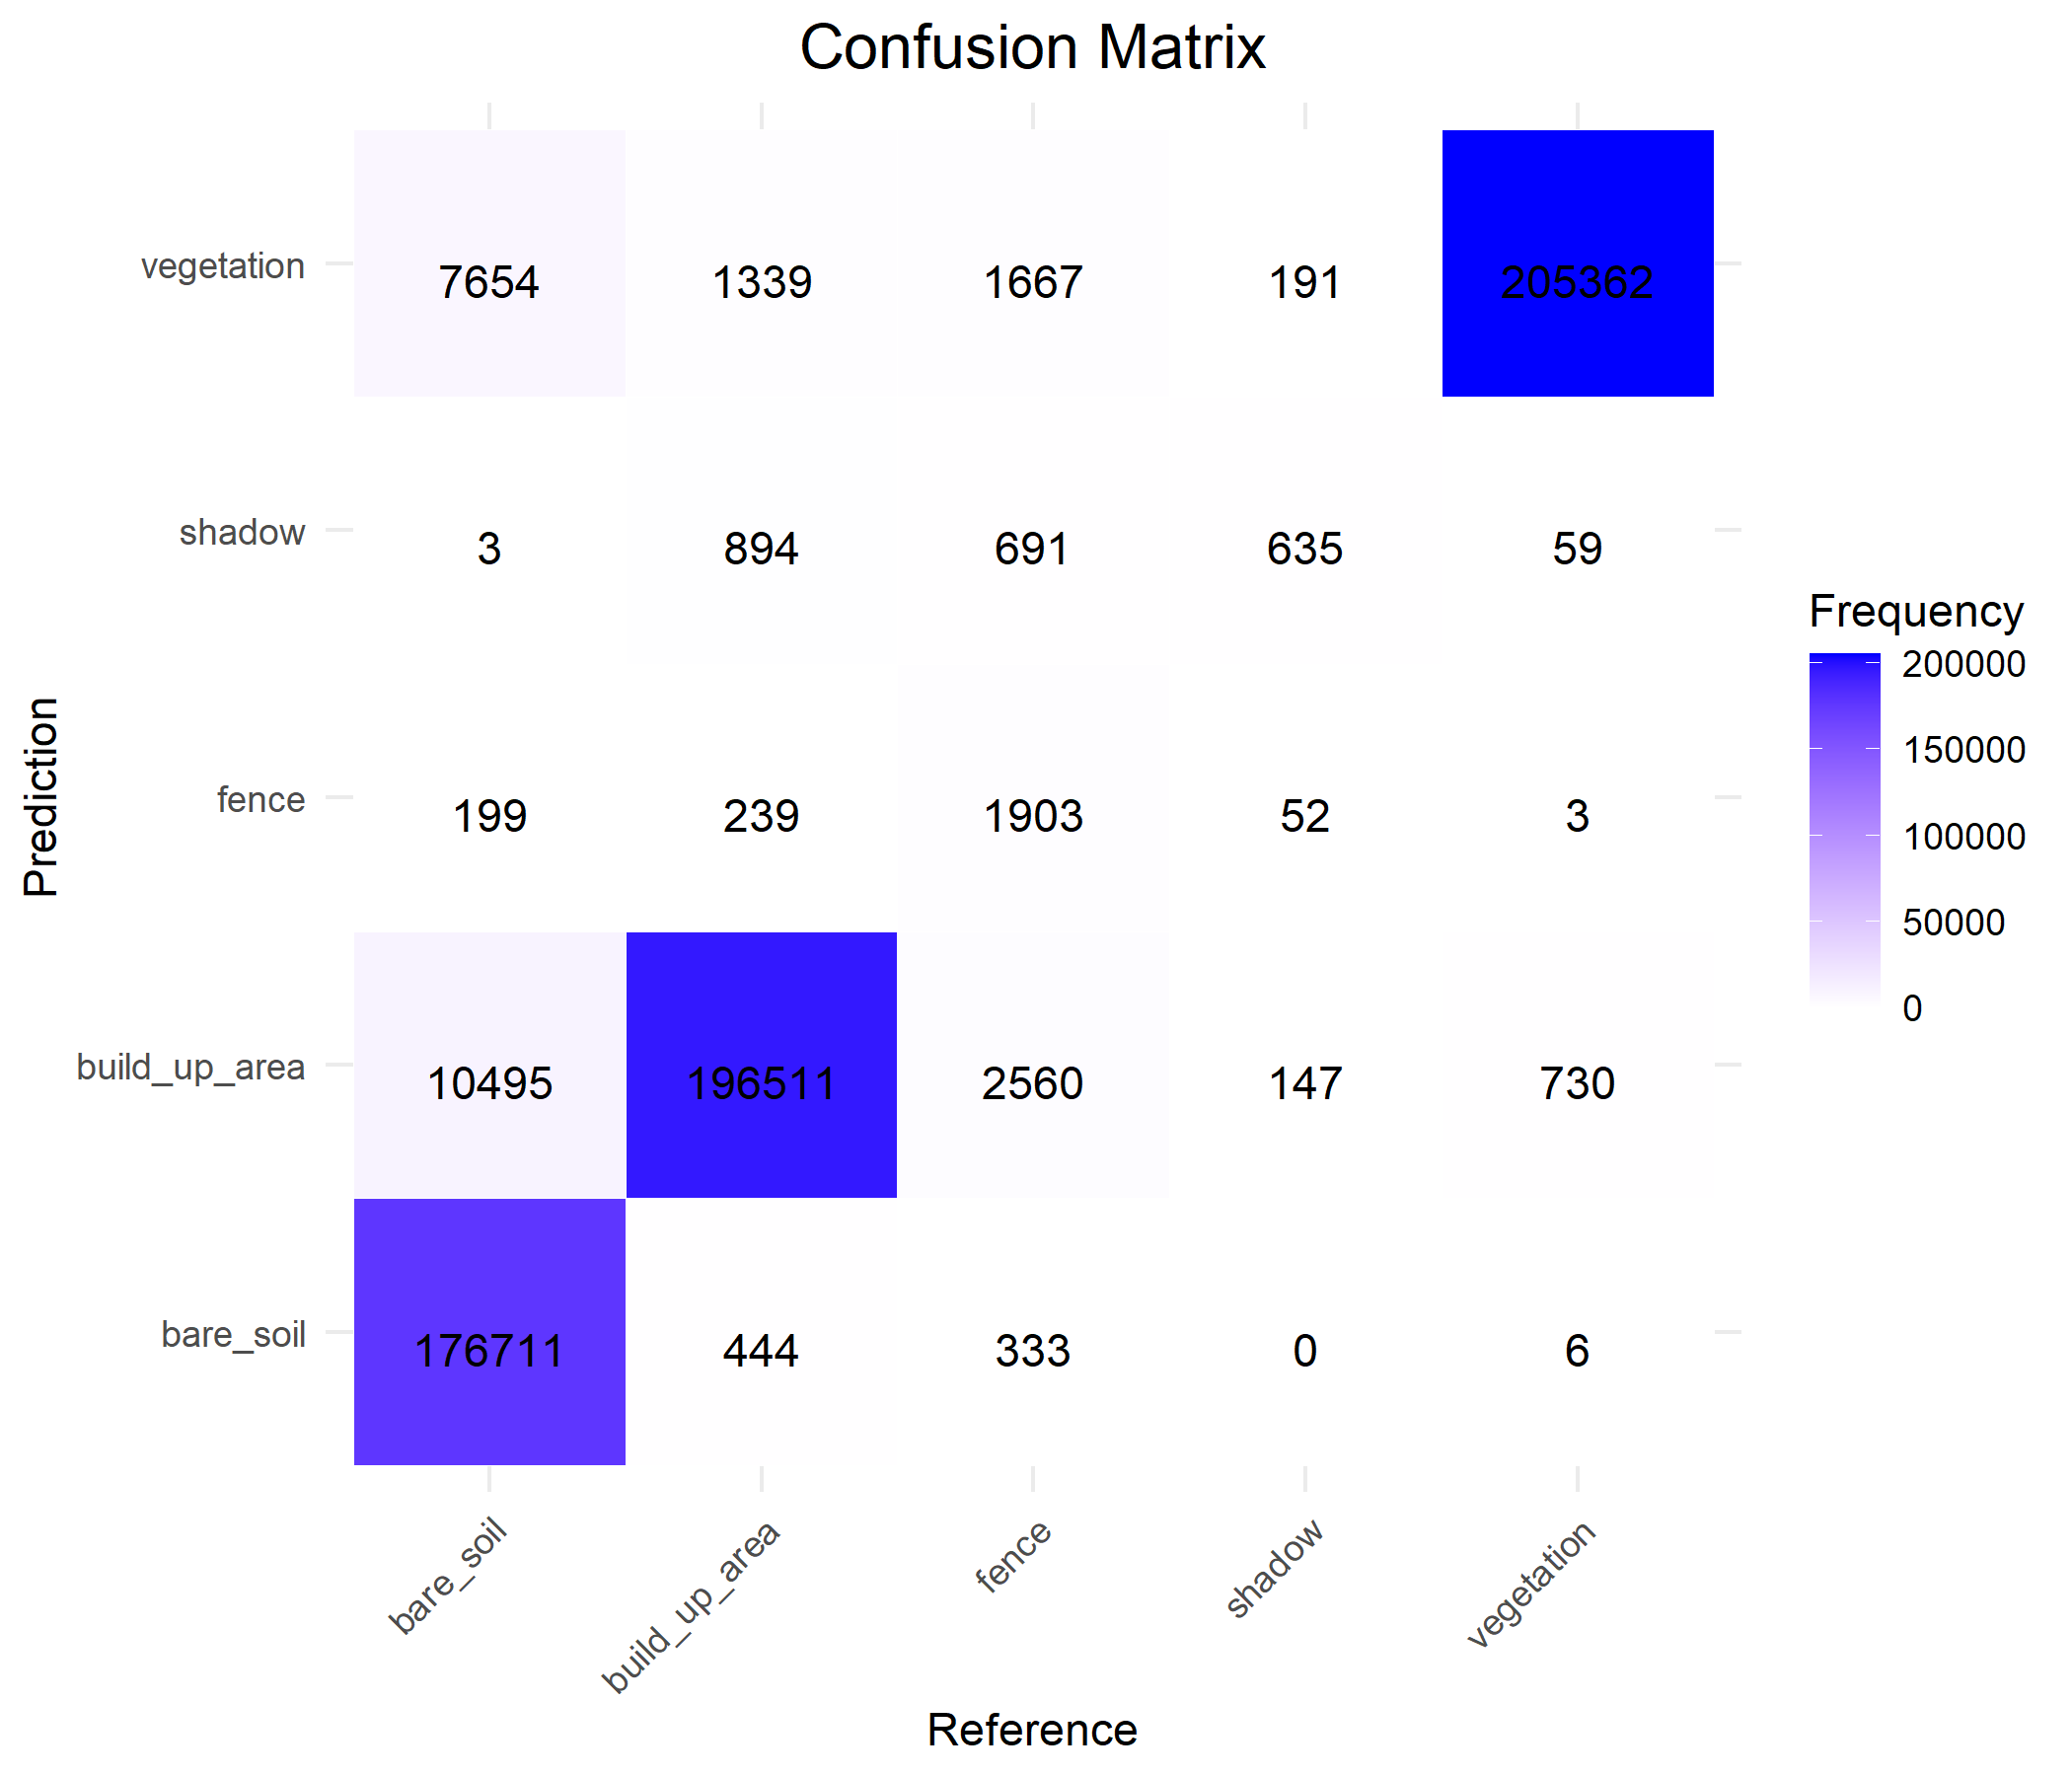 Confusion Matrix
vegetation 7654 1339 1667 191 205362
shadow 3 894 691 635 59
fence 199 239 1903 52 3
build_up_area 10495 196511 2560 147 730
bare_soil 176711 444 333 0 6
bare_soil build_up_area fence shadow vegetation
Reference
Prediction
Frequency
200000
150000
100000
50000
0